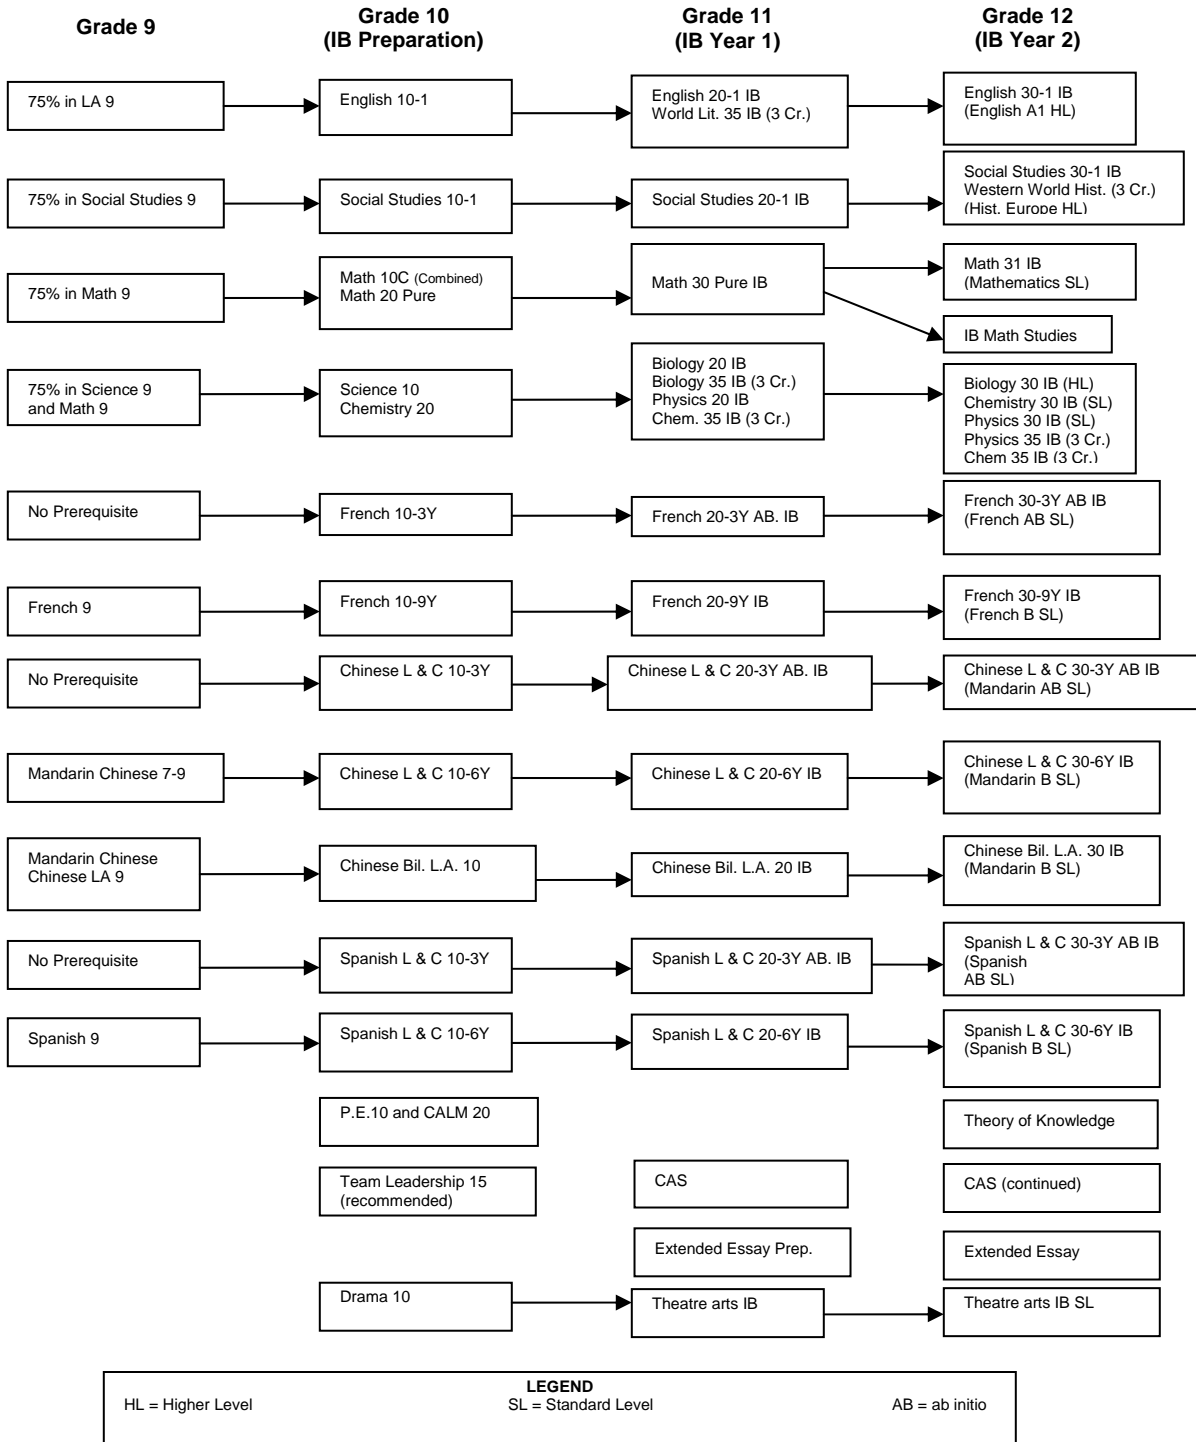 Grade 9
Grade 10
(IB Preparation)
Grade 11
(IB Year 1)
Grade 12
(IB Year 2)
75% in LA 9
English 10-1
English 20-1 IB
World Lit. 35 IB (3 Cr.)
English 30-1 IB
(English A1 HL)
75% in Social Studies 9
Social Studies 10-1
Social Studies 20-1 IB
Social Studies 30-1 IB
Western World Hist. (3 Cr.)
(Hist. Europe HL)
75% in Math 9
Math 10C (Combined)
Math 20 Pure
Math 30 Pure IB
Math 31 IB
(Mathematics SL)
IB Math Studies
75% in Science 9
and Math 9
Science 10
Chemistry 20
Biology 20 IB
Biology 35 IB (3 Cr.)
Physics 20 IB
Chem. 35 IB (3 Cr.)
Biology 30 IB (HL)
Chemistry 30 IB (SL)
Physics 30 IB (SL)
Physics 35 IB (3 Cr.)
Chem 35 IB (3 Cr.)
No Prerequisite
French 10-3Y
French 20-3Y AB. IB
French 30-3Y AB IB
(French AB SL)
French 9
French 10-9Y
French 20-9Y IB
French 30-9Y IB
(French B SL)
No Prerequisite
Chinese L & C 10-3Y
Chinese L & C 20-3Y AB. IB
Chinese L & C 30-3Y AB IB
(Mandarin AB SL)
Mandarin Chinese 7-9
Chinese L & C 10-6Y
Chinese L & C 20-6Y IB
Chinese L & C 30-6Y IB
(Mandarin B SL)
Mandarin Chinese
Chinese LA 9
Chinese Bil. L.A. 10
Chinese Bil. L.A. 20 IB
Chinese Bil. L.A. 30 IB
(Mandarin B SL)
No Prerequisite
Spanish L & C 10-3Y
Spanish L & C 20-3Y AB. IB
Spanish L & C 30-3Y AB IB
(Spanish
AB SL)
Spanish 9
Spanish L & C 10-6Y
Spanish L & C 20-6Y IB
Spanish L & C 30-6Y IB
(Spanish B SL)
P.E.10 and CALM 20
Theory of Knowledge
Team Leadership 15
(recommended)
CAS
CAS (continued)
Extended Essay Prep.
Extended Essay
Drama 10
Theatre arts IB
Theatre arts IB SL
LEGEND
HL = Higher Level SL = Standard Level AB = ab initio